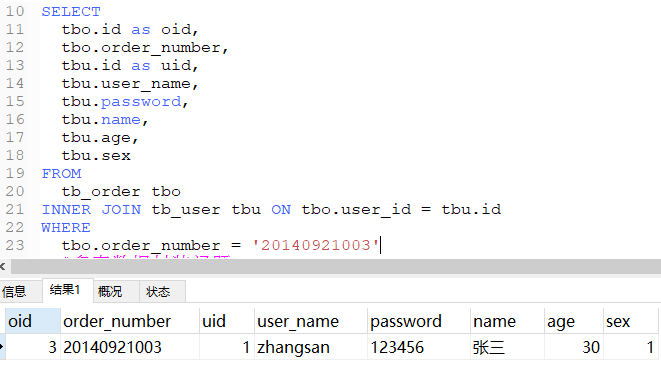 10 SELECT
11 tbo.id as oid,
12 tbo.order_number,
13 tbu.id as uid,
14 tbu.user_name,
15 tbu.password,
16 tbu.name,
17 tbu.age,
18 tbu.sex
19 FROM
20 tb_order tbo
21 INNER JOIN tb_user tbu ON tbo.user_id = tbu.id
22 WHERE
23 tbo.order_number = '20140921003'
信息 结果1 概况 状态
oid order_number uid user_name password name age sex
3 20140921003 1 zhangsan 123456 张三 30 1